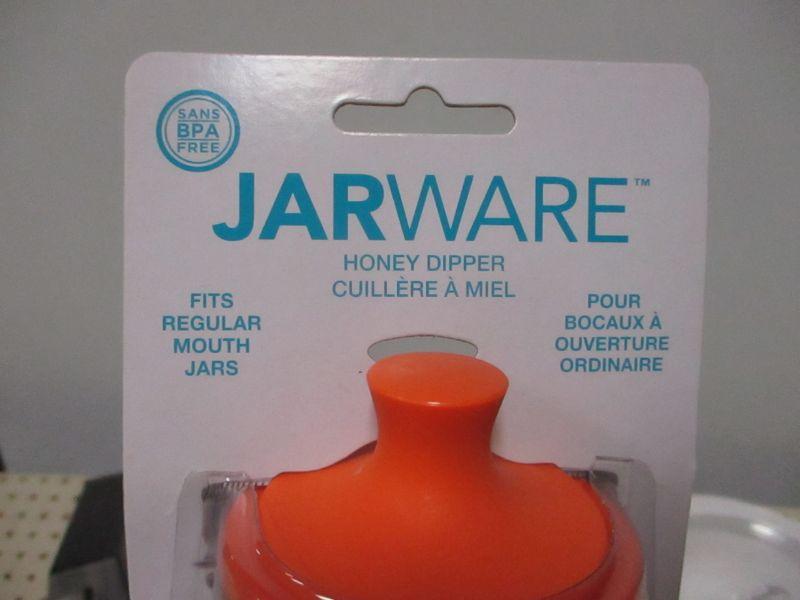 SANS
BPA
FREE
JARWARE™
HONEY DIPPER
CUILLÈRE À MIEL
FITS
REGULAR
MOUTH
JARS
POUR
BOCAUX À
OUVERTURE
ORDINAIRE